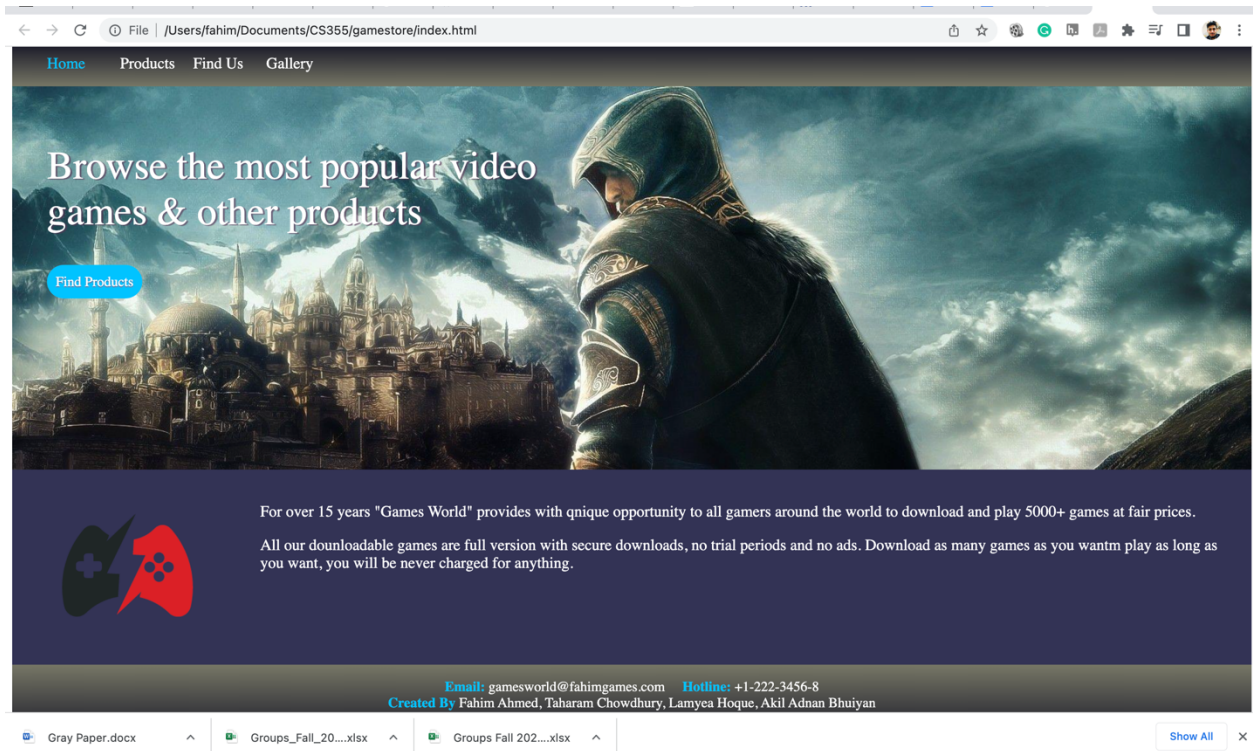 File | /Users/fahim/Documents/CS355/gamestore/index.html
Home Products Find Us Gallery
Browse the most popular video
games & other products
Find Products
For over 15 years "Games World" provides with qnique opportunity to all gamers around the world to download and play 5000+ games at fair prices.
All our dounloadable games are full version with secure downloads, no trial periods and no ads. Download as many games as you wantm play as long as
you want, you will be never charged for anything.
Email: gamesworld@fahimgames.com Hotline: +1-222-3456-8
Created By Fahim Ahmed, Taharam Chowdhury, Lamyea Hoque, Akil Adnan Bhuiyan
Gray Paper.docx Groups_Fall_20....xlsx Groups Fall 202....xlsx Show All